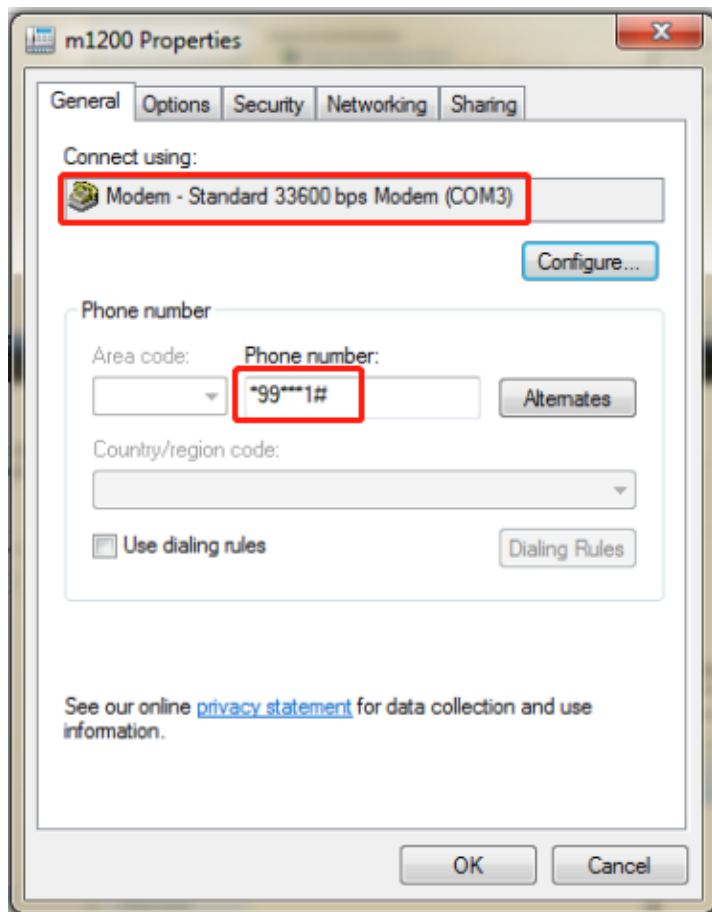 m1200 Properties
General Options Security Networking Sharing
Connect using:
Modem - Standard 33600 bps Modem (COM3)
Configure...
Phone number
Area code: Phone number:
*99***1#
Alternates
Country/region code:
Use dialing rules
Dialing Rules
See our online privacy statement for data collection and use
information.
OK Cancel